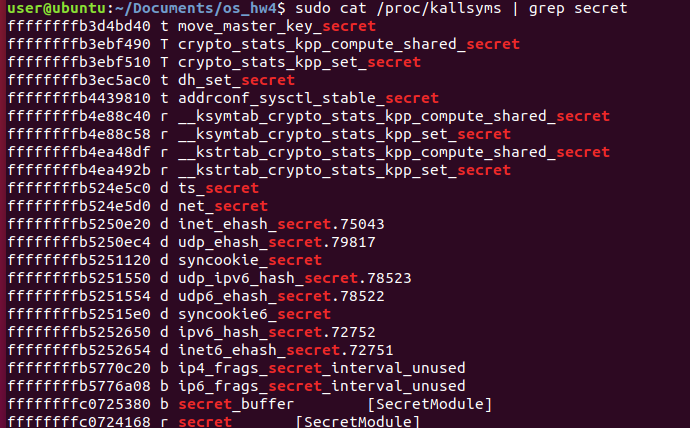 user@ubuntu:~/Documents/os_hw4$ sudo cat /proc/kallsyms | grep secret
ffffffffb3d4bd40 t move_master_key_secret
ffffffffb3ebf490 T crypto_stats_kpp_compute_shared_secret
ffffffffb3ebf510 T crypto_stats_kpp_set_secret
ffffffffb3ec5ac0 t dh_set_secret
ffffffffb4439810 t addrconf_sysctl_stable_secret
ffffffffb4e88c40 r __ksymtab_crypto_stats_kpp_compute_shared_secret
ffffffffb4e88c58 r __ksymtab_crypto_stats_kpp_set_secret
ffffffffb4ea48df r __kstrtab_crypto_stats_kpp_compute_shared_secret
ffffffffb4ea492b r __kstrtab_crypto_stats_kpp_set_secret
ffffffffb524e5c0 d ts_secret
ffffffffb524e5d0 d net_secret
ffffffffb5250e20 d inet_ehash_secret.75043
ffffffffb5250ec4 d udp_ehash_secret.79817
ffffffffb5251120 d syncookie_secret
ffffffffb5251550 d udp_ipv6_hash_secret.78523
ffffffffb5251554 d udp6_ehash_secret.78522
ffffffffb52515e0 d syncookie6_secret
ffffffffb5252650 d ipv6_hash_secret.72752
ffffffffb5252654 d inet6_ehash_secret.72751
ffffffffb5770c20 b ip4_frags_secret_interval_unused
ffffffffb5776a08 b ip6_frags_secret_interval_unused
ffffffffc0725380 b secret_buffer [SecretModule]
ffffffffc0724168 r secret [SecretModule]